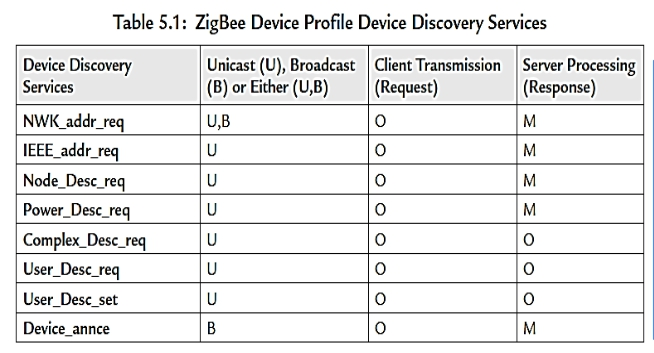 Table 5.1: ZigBee Device Profile Device Discovery Services
Device Discovery Services Unicast (U), Broadcast (B) or Either (U,B) Client Transmission (Request) Server Processing (Response)
NWK_addr_req U,B O M
IEEE_addr_req U O M
Node_Desc_req U O M
Power_Desc_req U O M
Complex_Desc_req U O O
User_Desc_req U O O
User_Desc_set U O O
Device_annce B O M